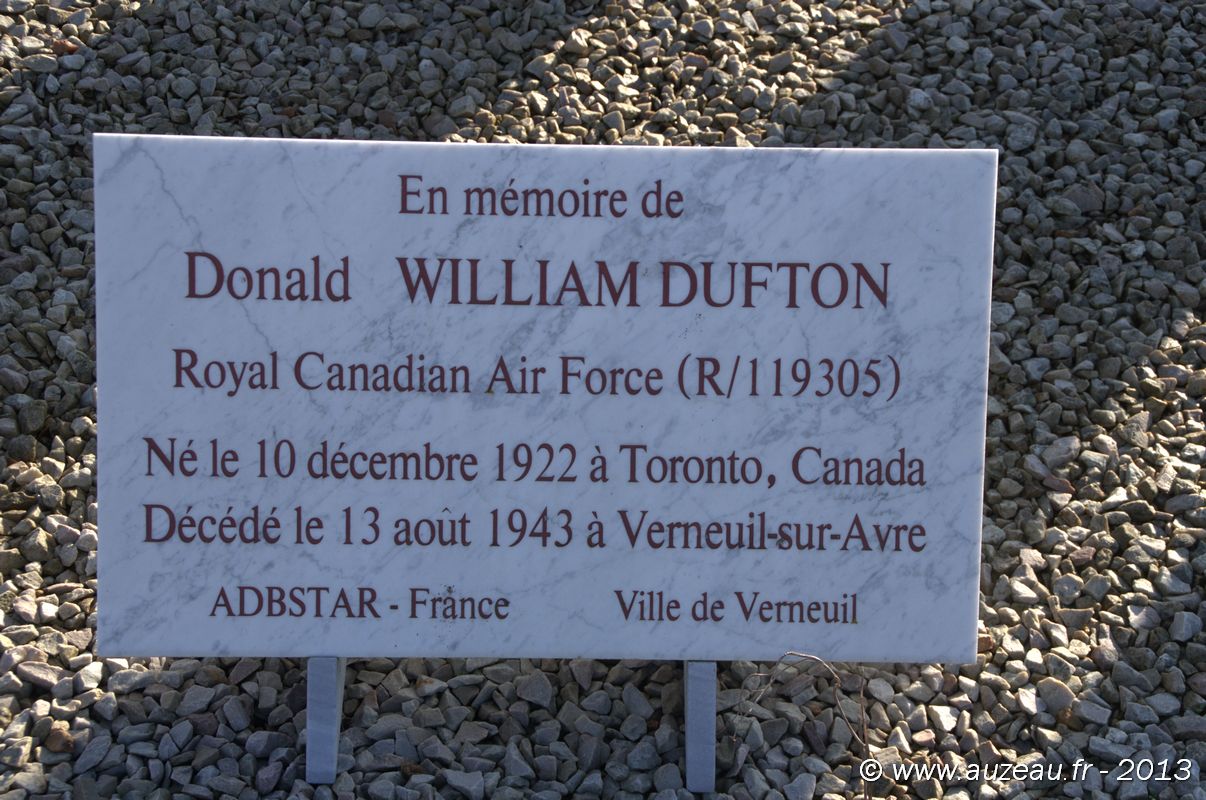 En mémoire de
Donald WILLIAM DUFTON
Royal Canadian Air Force (R/119305)
Né le 10 décembre 1922 à Toronto, Canada
Décédé le 13 août 1943 à Verneuil-sur-Avre
ADBSTAR - France Ville de Verneuil
© www.auzeau.fr - 2013